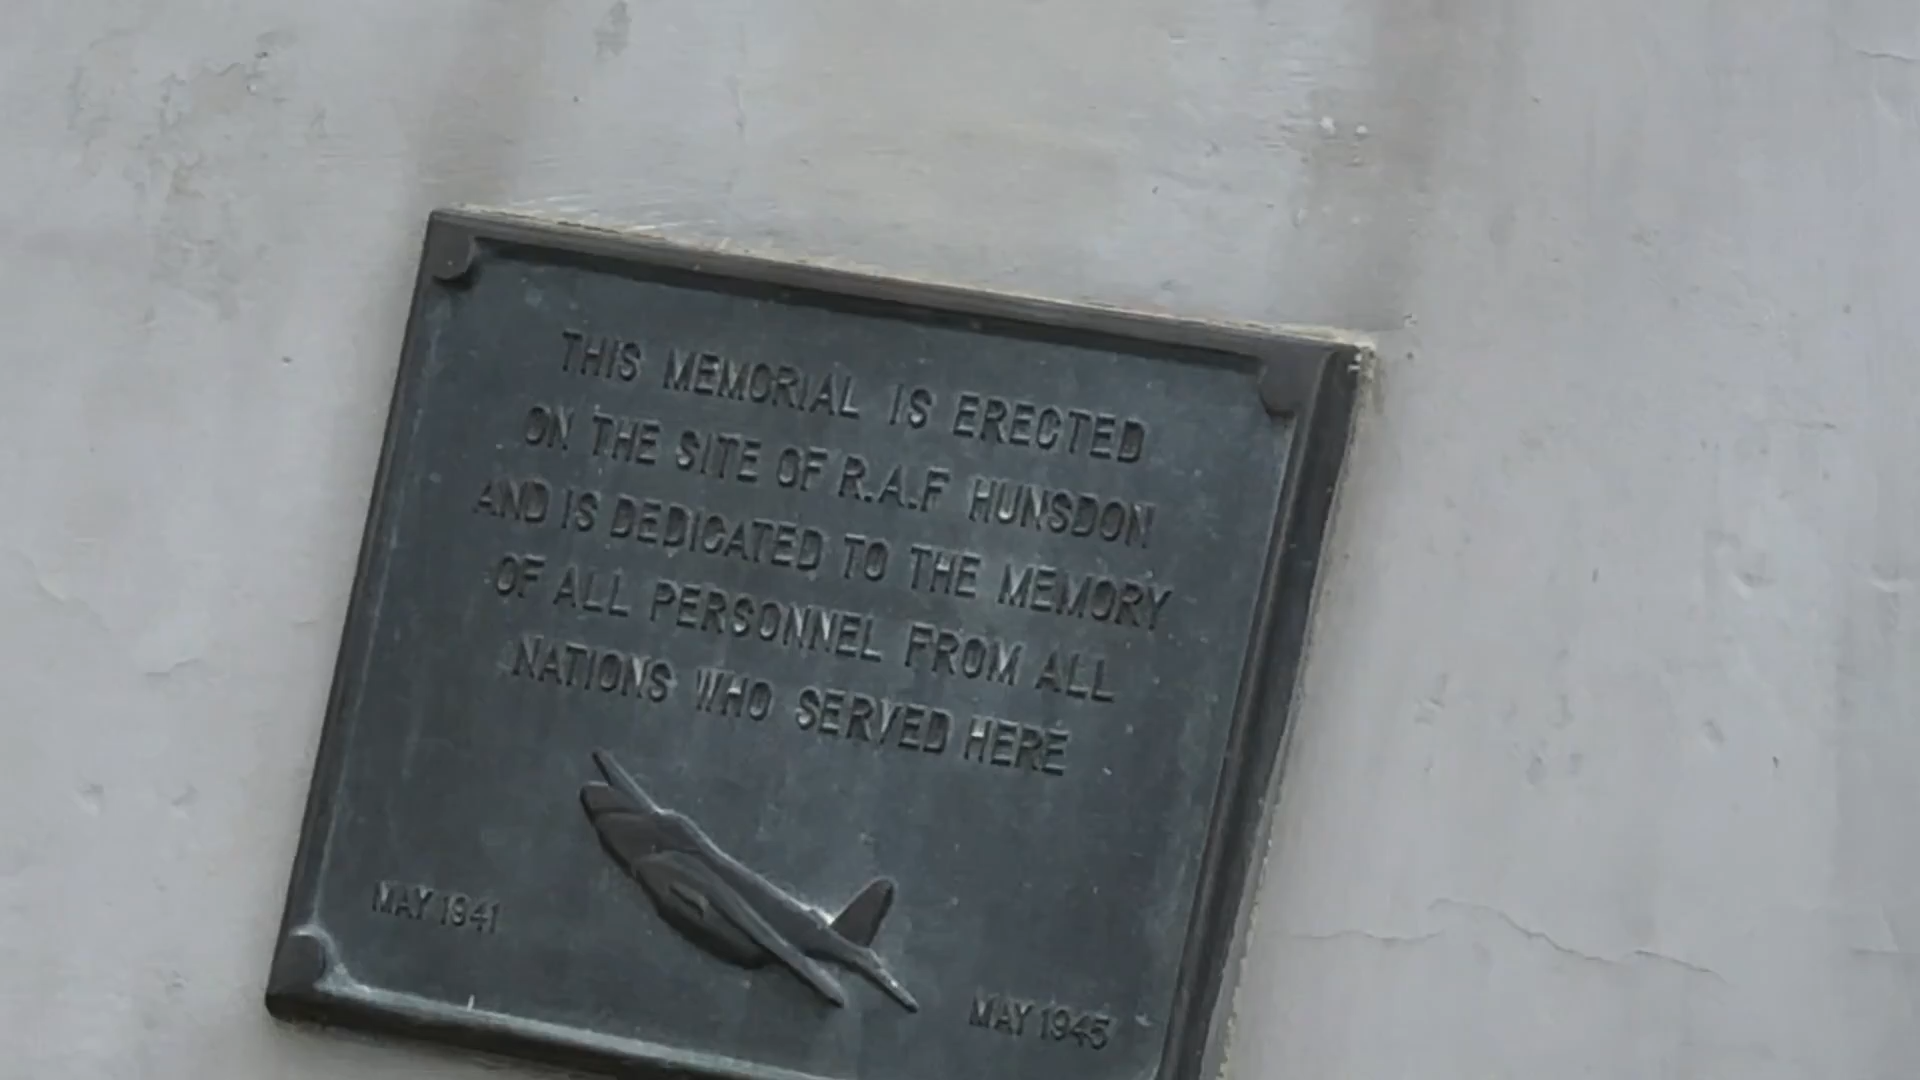 THIS MEMORIAL IS ERECTED
ON THE SITE OF R.A.F HUNSDON
AND IS DEDICATED TO THE MEMORY
OF ALL PERSONNEL FROM ALL
NATIONS WHO SERVED HERE
MAY 1941
MAY 1945